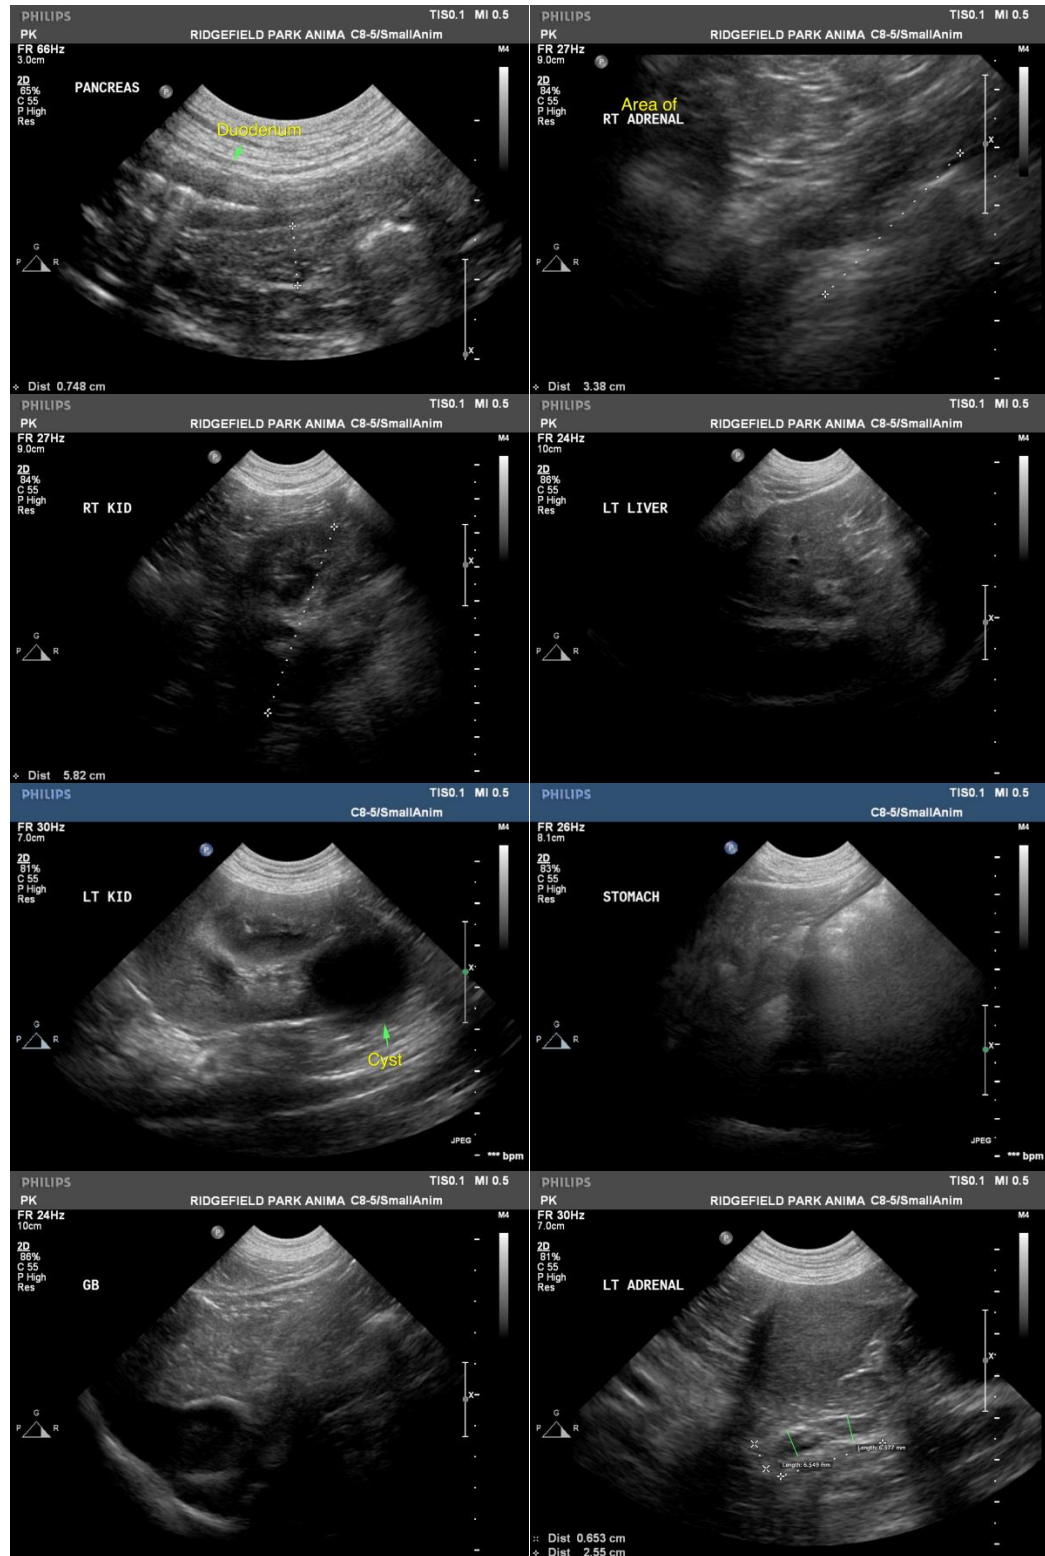 PHILIPS TIS0.1 MI 0.5
PK RIDGEFIELD PARK ANIMA C8-5/SmallAnim
FR 66Hz
3.0cm
M4
2D
65%
C 55
P High
Res
PANCREAS
P
Duodenum
G
P R
X
Dist 0.748 cm
PHILIPS TIS0.1 MI 0.5
PK RIDGEFIELD PARK ANIMA C8-5/SmallAnim
FR 27Hz
9.0cm
M4
2D
84%
C 55
P High
Res
P
Area of
RT ADRENAL
G
P R
X
Dist 3.38 cm
PHILIPS TIS0.1 MI 0.5
PK RIDGEFIELD PARK ANIMA C8-5/SmallAnim
FR 27Hz
9.0cm
M4
2D
84%
C 55
P High
Res
P
RT KID
G
P R
X
Dist 5.82 cm
PHILIPS TIS0.1 MI 0.5
PK RIDGEFIELD PARK ANIMA C8-5/SmallAnim
FR 24Hz
10cm
M4
2D
86%
C 55
P High
Res
P
LT LIVER
G
P R
X
PHILIPS TIS0.1 MI 0.5
C8-5/SmallAnim
FR 30Hz
7.0cm
M4
2D
81%
C 55
P High
Res
P
LT KID
X
Cyst
G
P R
JPEG
*** bpm
PHILIPS TIS0.1 MI 0.5
C8-5/SmallAnim
FR 26Hz
8.1cm
M4
2D
83%
C 55
P High
Res
P
STOMACH
G
P R
X
JPEG
*** bpm
PHILIPS TIS0.1 MI 0.5
PK RIDGEFIELD PARK ANIMA C8-5/SmallAnim
FR 24Hz
10cm
M4
2D
86%
C 55
P High
Res
P
GB
X
G
P R
PHILIPS TIS0.1 MI 0.5
PK RIDGEFIELD PARK ANIMA C8-5/SmallAnim
FR 30Hz
7.0cm
M4
2D
81%
C 55
P High
Res
P
LT ADRENAL
X
G
P R
Length: 6.377 mm
Length: 6.549 mm
Dist 0.653 cm
Dist 2.55 cm